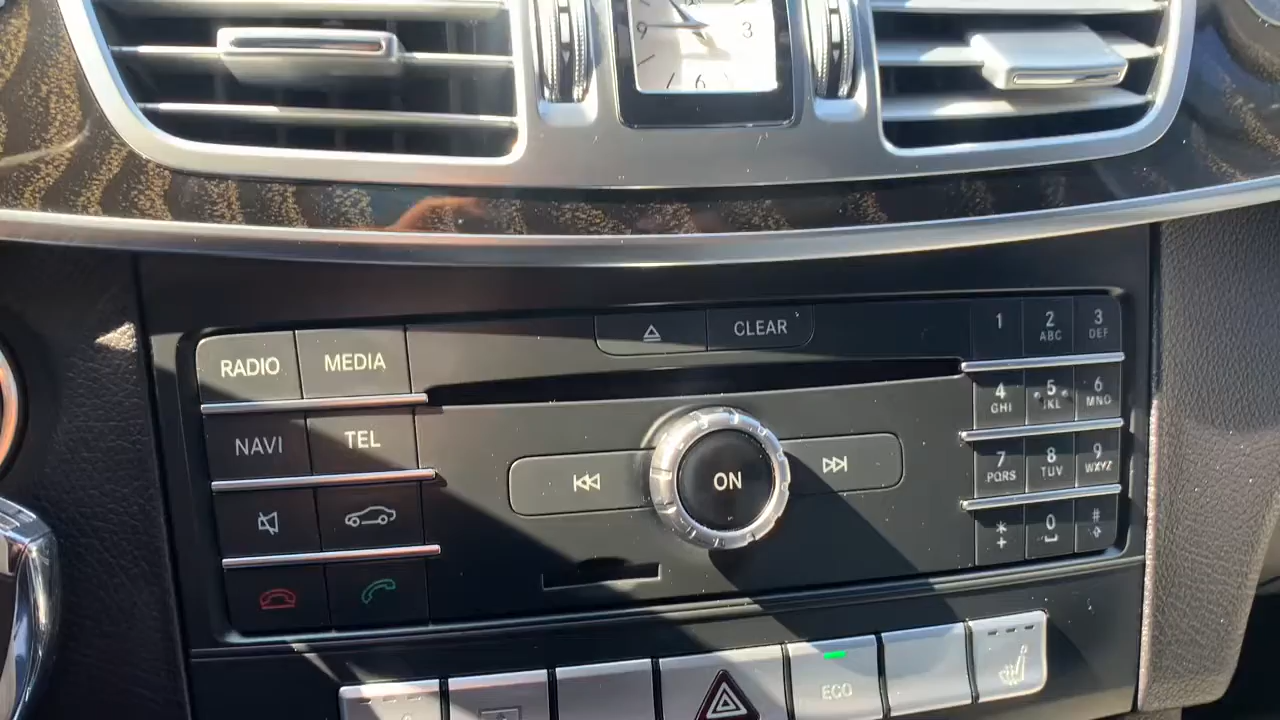 9 3
6
CLEAR
1 2 3
ABC DEF
RADIO MEDIA
4 5 6
GHI JKL MNO
NAVI TEL
ON
7 8 9
PQRS TUV WXYZ
* 0 #
+
ECO